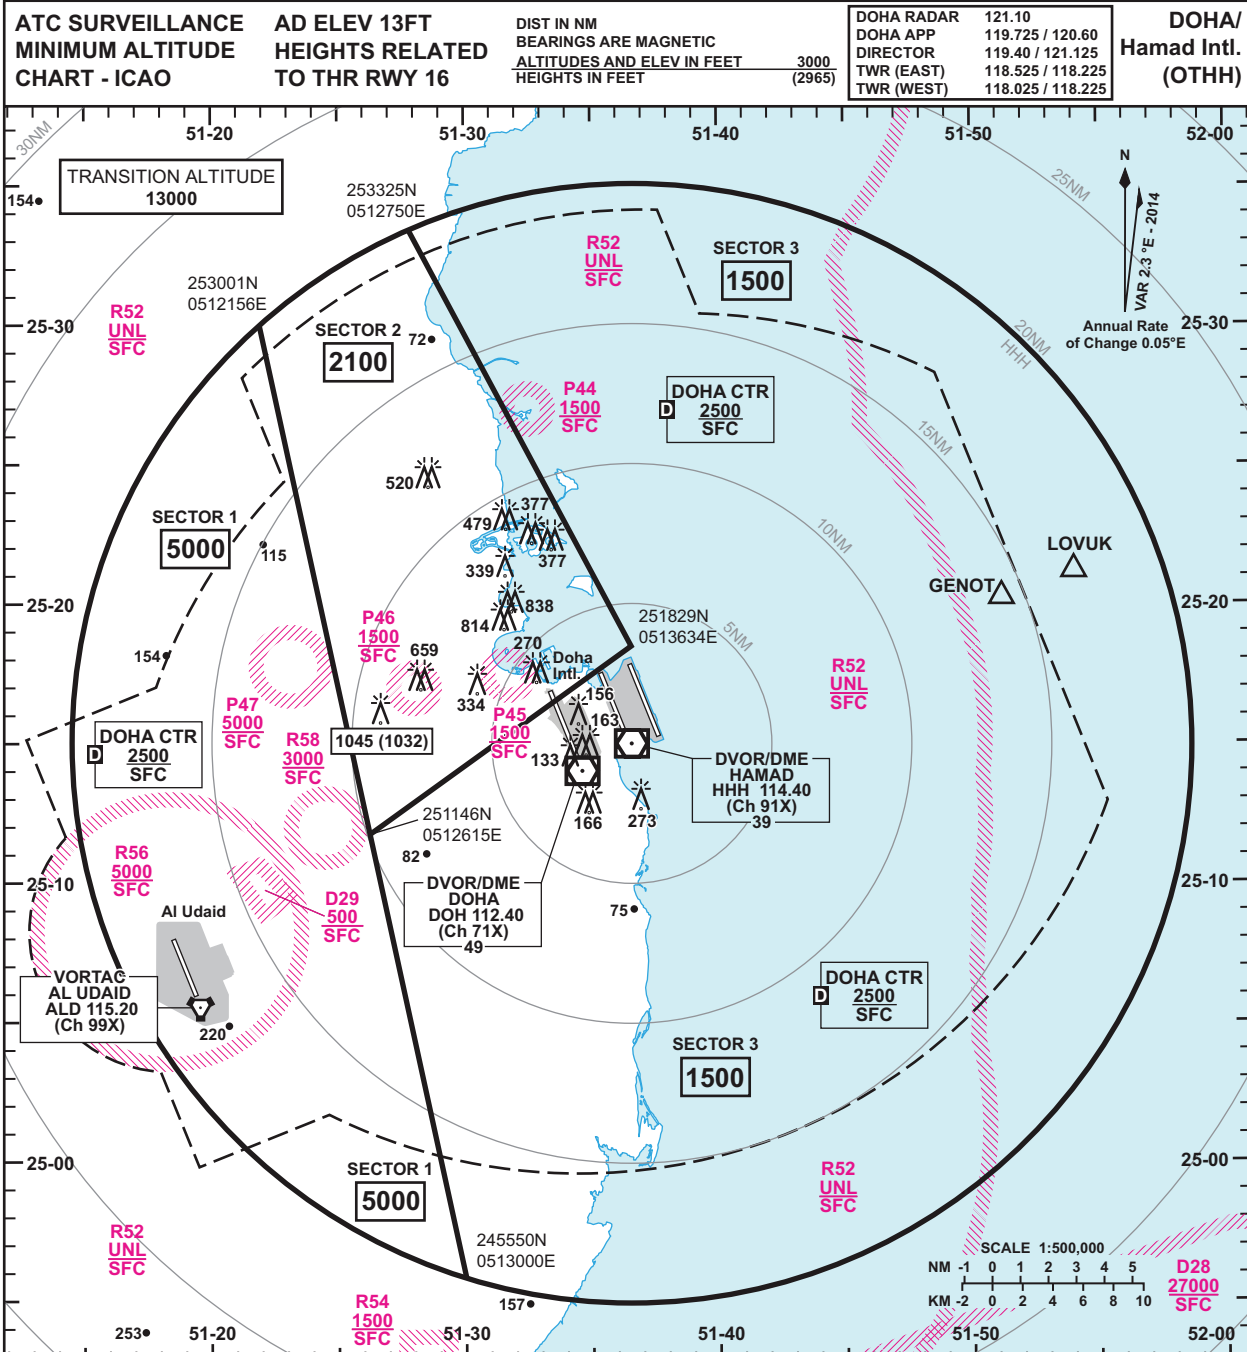 ATC SURVEILLANCE
MINIMUM ALTITUDE
CHART - ICAO
AD ELEV 13FT
HEIGHTS RELATED
TO THR RWY 16
DIST IN NM
BEARINGS ARE MAGNETIC
ALTITUDES AND ELEV IN FEET 3000
HEIGHTS IN FEET (2965)
DOHA RADAR 121.10
DOHA APP 119.725 / 120.60
DIRECTOR 119.40 / 121.125
TWR (EAST) 118.525 / 118.225
TWR (WEST) 118.025 / 118.225
DOHA/
Hamad Intl.
(OTHH)
51-20
51-30
51-40
51-50
52-00
30NM
TRANSITION ALTITUDE
13000
154
253325N
0512750E
25NM
N
VAR 2.3 °E - 2014
Annual Rate
of Change 0.05°E
R52
UNL
SFC
SECTOR 3
1500
253001N
0512156E
R52
UNL
SFC
25-30
25-30
SECTOR 2
2100
72
20NM
HHH
P44
1500
SFC
DOHA CTR
D
2500
SFC
15NM
520
479
377
377
10NM
SECTOR 1
5000
115
339
LOVUK
GENOT
25-20
25-20
838
814
251829N
0513634E
5NM
P46
1500
SFC
659
270
Doha
Intl.
154
334
156
R52
UNL
SFC
P47
5000
SFC
P45
1500
SFC
163
1045 (1032)
133
R58
3000
SFC
DOHA CTR
D
2500
SFC
DVOR/DME
HAMAD
HHH 114.40
(Ch 91X)
39
166
273
251146N
0512615E
82
R56
5000
SFC
25-10
25-10
DVOR/DME
DOHA
DOH 112.40
(Ch 71X)
49
D29
500
SFC
75
Al Udaid
VORTAC
AL UDAID
ALD 115.20
(Ch 99X)
220
DOHA CTR
D
2500
SFC
SECTOR 3
1500
25-00
25-00
SECTOR 1
5000
R52
UNL
SFC
R52
UNL
SFC
245550N
0513000E
SCALE 1:500,000
NM -1 0 1 2 3 4 5
KM -2 0 2 4 6 8 10
D28
27000
SFC
157
R54
1500
SFC
253
51-20
51-30
51-40
51-50
52-00